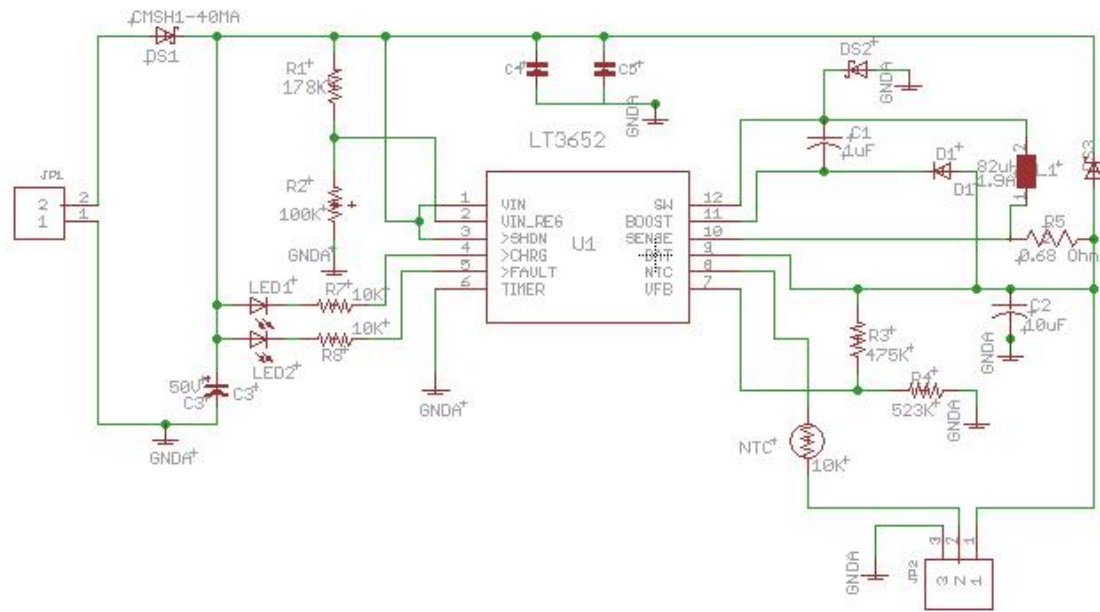 CMSH1-40MA
DS1
R1
178K
C4
C5
GNDA
DS2
GNDA
LT3652
C1
.1uF
D1
D1
82uH
1.9A
L1
2
1
DS3
JP1
2
1
2
1
R2
100K
GNDA
1
2
3
4
5
6
VIN
VIN_REG
>SHDN
>CHRG
>FAULT
TIMER
U1
SW
BOOST
SENSE
BAT
NTC
VFB
12
11
10
9
8
7
R5
0.68 Ohm
LED1
R7
10K
10K
R8
LED2
C2
10uF
GNDA
R3
475K
R4
523K
GNDA
50V
C3
C3
GNDA
GNDA
NTC
10K
GNDA
JP2
3
2
1
3
2
1